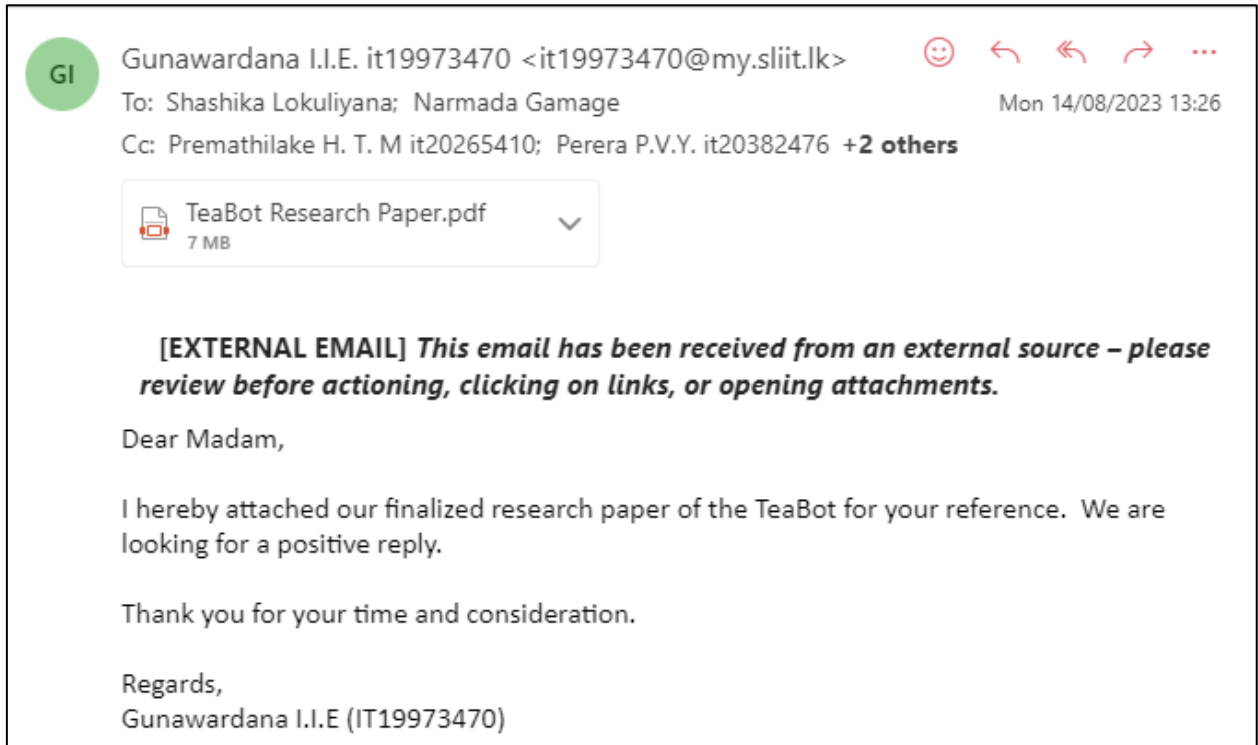 GI
Gunawardana I.I.E. it19973470 <it19973470@my.sliit.lk>
To: Shashika Lokuliyana; Narmada Gamage
Mon 14/08/2023 13:26
Cc: Premathilake H. T. M it20265410; Perera P.V.Y. it20382476 +2 others
TeaBot Research Paper.pdf
7 MB
[EXTERNAL EMAIL] This email has been received from an external source – please
review before actioning, clicking on links, or opening attachments.
Dear Madam,
I hereby attached our finalized research paper of the TeaBot for your reference.  We are
looking for a positive reply.
Thank you for your time and consideration.
Regards,
Gunawardana I.I.E (IT19973470)